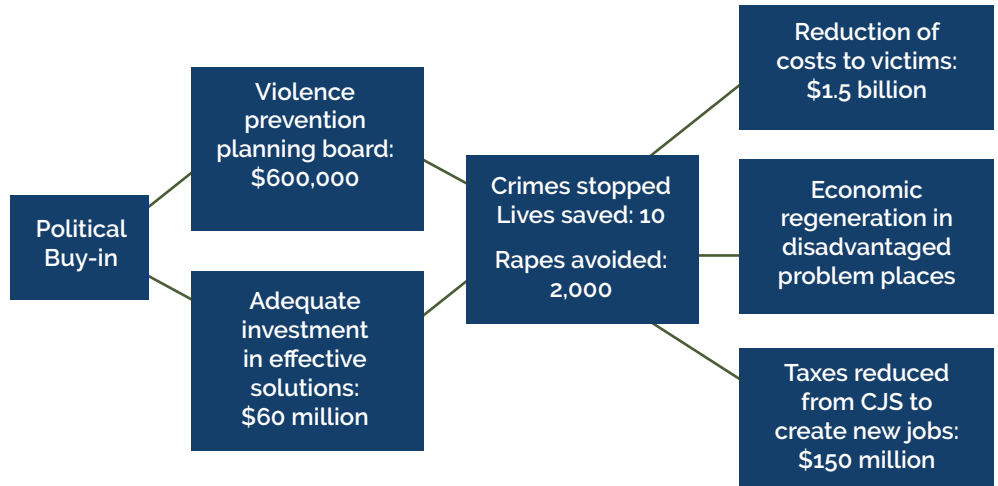 Political
Buy-in
Violence
prevention
planning board:
$600,000
Adequate
investment
in effective
solutions:
$60 million
Crimes stopped
Lives saved: 10
Rapes avoided:
2,000
Reduction of
costs to victims:
$1.5 billion
Economic
regeneration in
disadvantaged
problem places
Taxes reduced
from CJS to
create new jobs:
$150 million